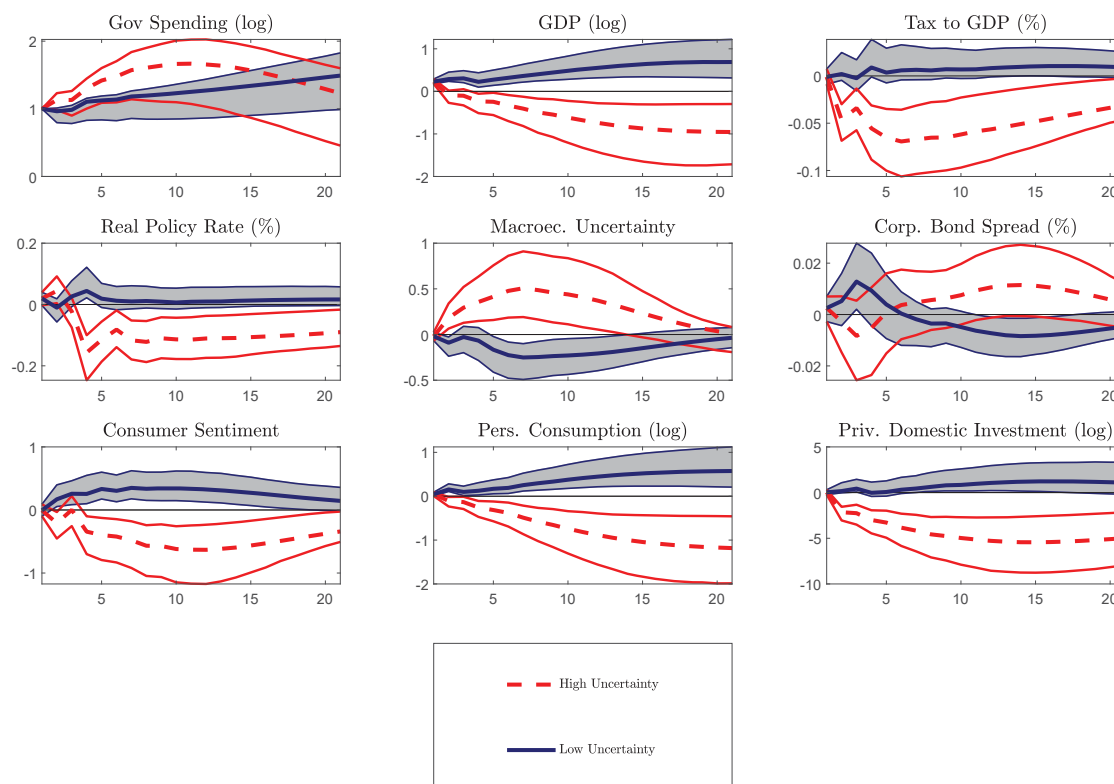 Gov Spending (log)
GDP (log)
Tax to GDP (%)
2
1
0
5 10 15 20
1
0
-1
-2
5 10 15 20
0
-0.05
-0.1
5 10 15 20
Real Policy Rate (%)
Macroec. Uncertainty
Corp. Bond Spread (%)
0.2
0
-0.2
5 10 15 20
1
0.5
0
-0.5
5 10 15 20
0.02
0
-0.02
5 10 15 20
Consumer Sentiment
Pers. Consumption (log)
Priv. Domestic Investment (log)
1
0
-1
5 10 15 20
1
0
-1
-2
5 10 15 20
5
0
-5
-10
5 10 15 20
High Uncertainty
Low Uncertainty